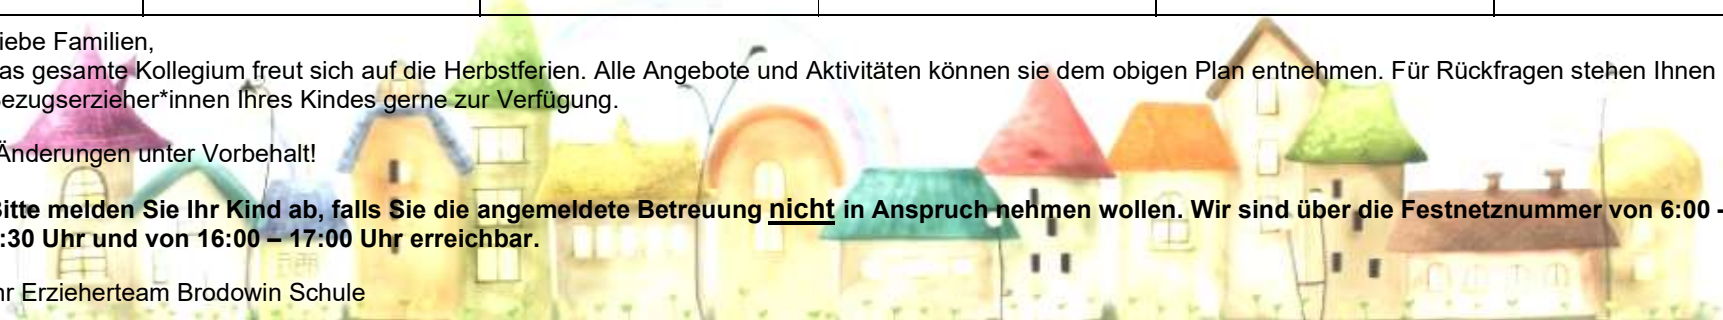 iebe Familien,
as gesamte Kollegium freut sich auf die Herbstferien. Alle Angebote und Aktivitäten können sie dem obigen Plan entnehmen. Für Rückfragen stehen Ihnen
ezugserzieher*innen Ihres Kindes gerne zur Verfügung.
Änderungen unter Vorbehalt!
itte melden Sie Ihr Kind ab, falls Sie die angemeldete Betreuung nicht in Anspruch nehmen wollen. Wir sind über die Festnetznummer von 6:00 -
:30 Uhr und von 16:00 – 17:00 Uhr erreichbar.
hr Erzieherteam Brodowin Schule